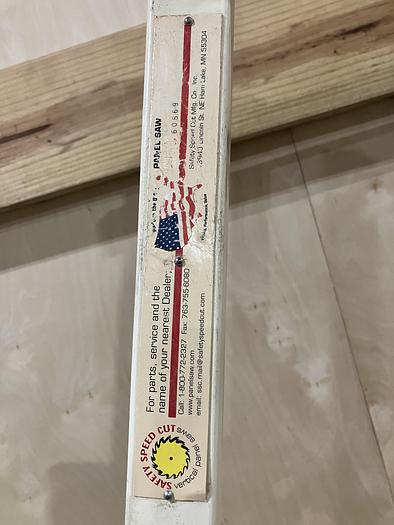 SAFETY SPEED CUT
vertical panel saws
For parts, service and the
name of your nearest Dealer:
Call: 1-800-772-2327 Fax: 763-755-6080
www.panelsaw.com
email: ssc.mail@safetyspeedcut.com
PANEL SAW
60569
Safety Speed Cut Mfg. Co., Inc.
Lincoln St. NE Ham Lake, MN 55304